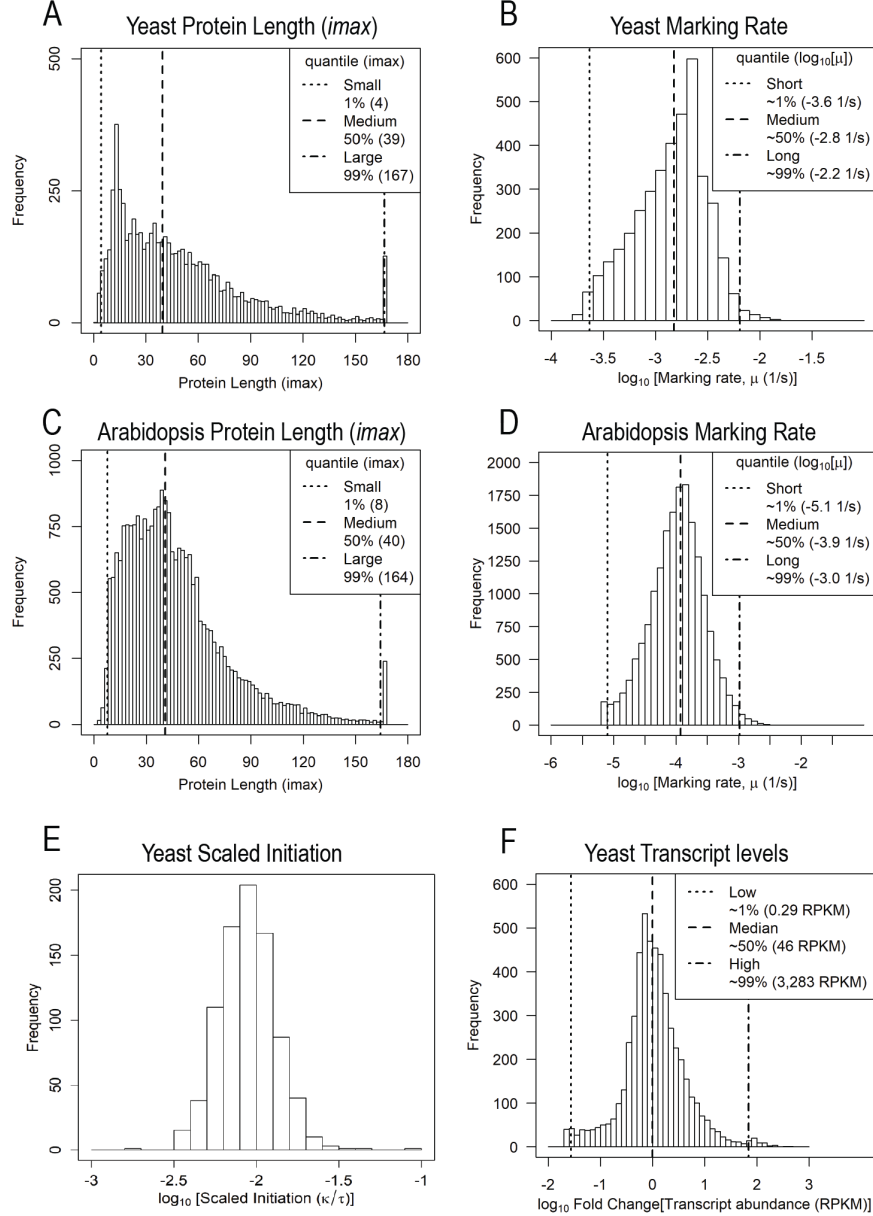 A
Yeast Protein Length (imax)
500
250
0
Frequency
0 30 60 90 120 150 180
Protein Length (imax)
quantile (imax)
Small
1% (4)
Medium
50% (39)
Large
99% (167)
B
Yeast Marking Rate
600
500
400
300
200
100
0
Frequency
-4 -3.5 -3 -2.5 -2 -1.5
log10 [Marking rate, μ (1/s)]
quantile (log10[μ])
Short
~1% (-3.6 1/s)
Medium
~50% (-2.8 1/s)
Long
~99% (-2.2 1/s)
C
Arabidopsis Protein Length (imax)
1000
750
500
250
0
Frequency
0 30 60 90 120 150 180
Protein Length (imax)
quantile (imax)
Small
1% (8)
Medium
50% (40)
Large
99% (164)
D
Arabidopsis Marking Rate
2000
1750
1500
1250
1000
750
500
250
0
Frequency
-6 -5 -4 -3 -2
log10 [Marking rate, μ (1/s)]
quantile (log10[μ])
Short
~1% (-5.1 1/s)
Medium
~50% (-3.9 1/s)
Long
~99% (-3.0 1/s)
E
Yeast Scaled Initiation
200
150
100
50
0
Frequency
-3 -2.5 -2 -1.5 -1
log10 [Scaled Initiation (κ/τ)]
F
Yeast Transcript levels
600
500
400
300
200
100
0
Frequency
-2 -1 0 1 2 3
log10 Fold Change[Transcript abundance (RPKM)]
Low
~1% (0.29 RPKM)
Median
~50% (46 RPKM)
High
~99% (3,283 RPKM)